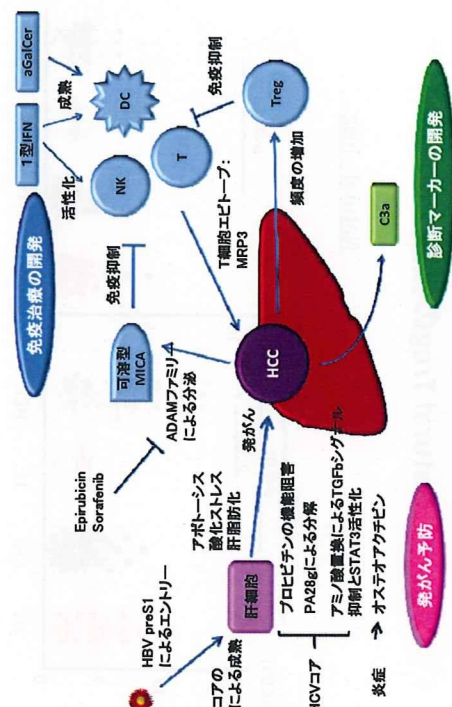 免疫治療の開発
1型IFN
aGalCer
活性化
成熟
NK
DC
免疫抑制
T
免疫抑制
Treg
可溶型
MICA
ADAMファミリー
による分泌
Epirubicin
Sorafenib
T細胞エピトープ:
MRP3
頻度の増加
HCC
発がん
C3a
診断マーカーの開発
HBV preS1
によるエントリー
アポトーシス
酸化ストレス
肝脂肪化
コアの
による成熟
肝細胞
プロヒビチンの機能阻害
PA28gによる分解
アミノ酸置換によるTGFbシグナル
抑制とSTAT3活性化
HCVコア
炎症
オステオアクチビン
発がん予防